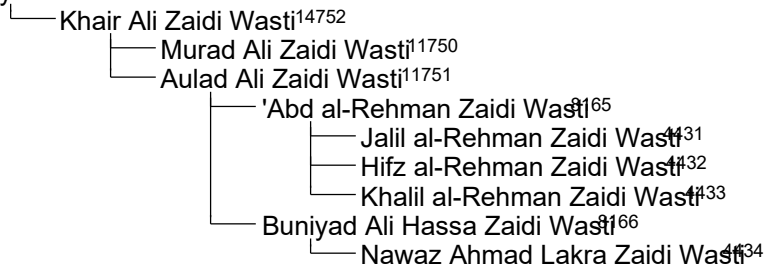 Khair Ali Zaidi Wasti14752
Murad Ali Zaidi Wasti11750
Aulad Ali Zaidi Wasti11751
'Abd al-Rehman Zaidi Wasti8165
Jalil al-Rehman Zaidi Wasti4431
Hifz al-Rehman Zaidi Wasti4432
Khalil al-Rehman Zaidi Wasti4433
Buniyad Ali Hassa Zaidi Wasti8166
Nawaz Ahmad Lakra Zaidi Wasti4434